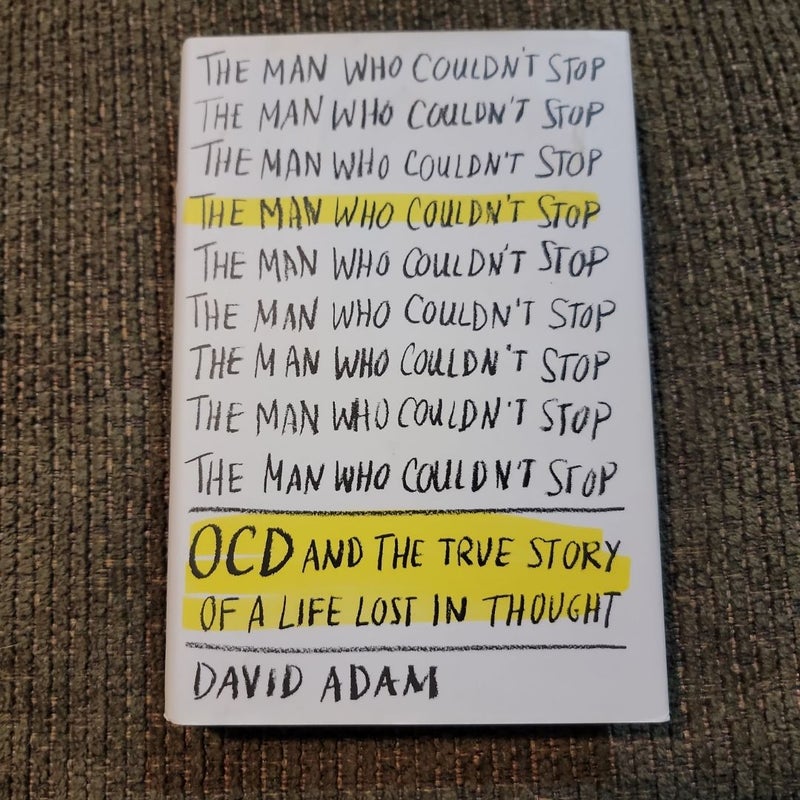 THE MAN WHO COULDN'T STOP
THE MAN WHO COULDN'T STOP
THE MAN WHO COULDN'T STOP
THE MAN WHO COULDN'T STOP
THE MAN WHO COULDN'T STOP
THE MAN WHO COULDN'T STOP
THE MAN WHO COULDN'T STOP
THE MAN WHO COULDN'T STOP
THE MAN WHO COULDN'T STOP
OCD AND THE TRUE STORY
OF A LIFE LOST IN THOUGHT
DAVID ADAM